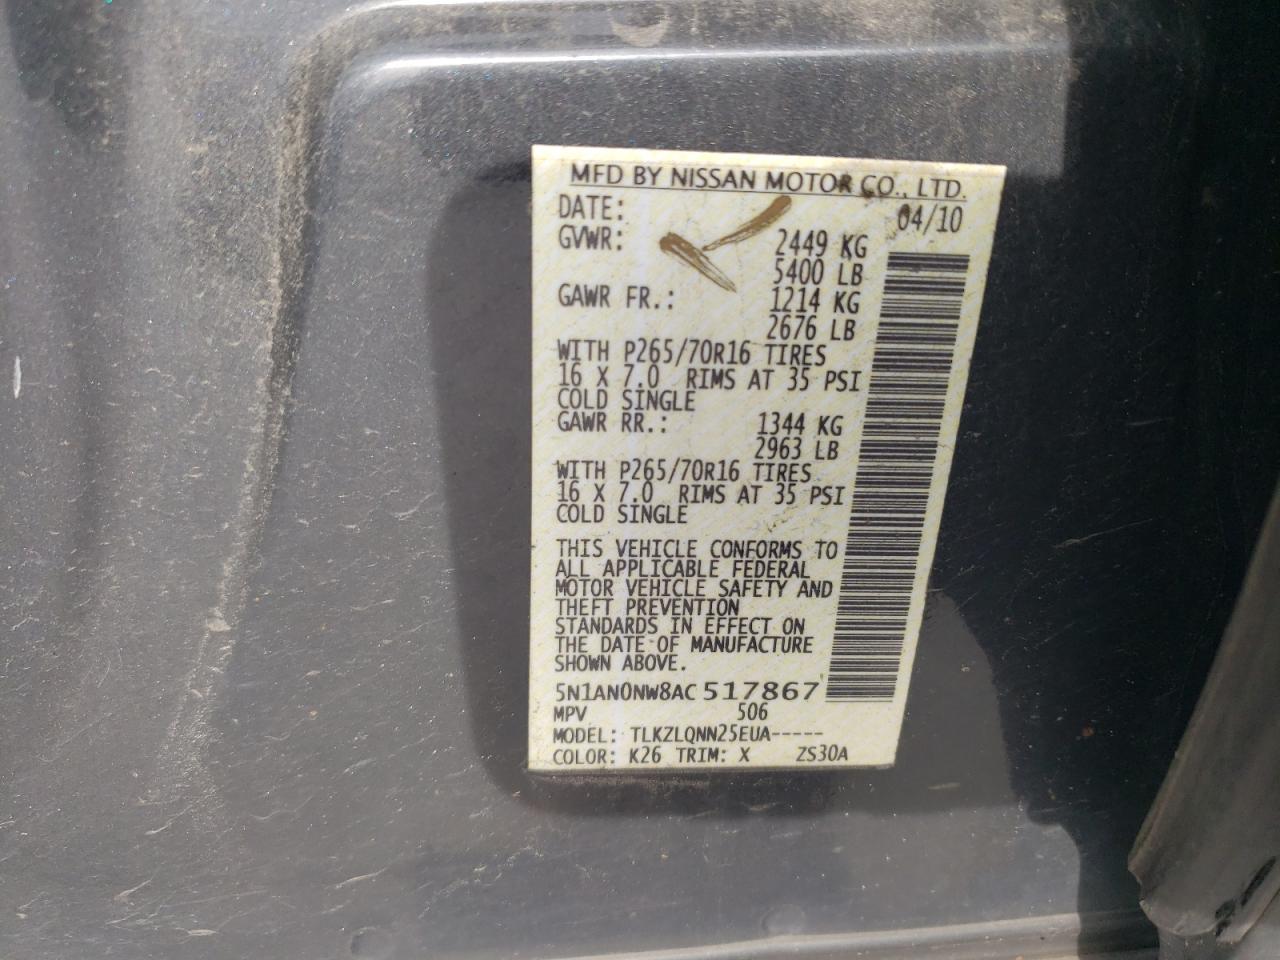 MFD BY NISSAN MOTOR CO., LTD.
DATE: 04/10
GVWR: 2449 KG
5400 LB
GAWR FR.: 1214 KG
2676 LB
WITH P265/70R16 TIRES
16 X 7.0 RIMS AT 35 PSI
COLD SINGLE
GAWR RR.: 1344 KG
2963 LB
WITH P265/70R16 TIRES
16 X 7.0 RIMS AT 35 PSI
COLD SINGLE
THIS VEHICLE CONFORMS TO
ALL APPLICABLE FEDERAL
MOTOR VEHICLE SAFETY AND
THEFT PREVENTION
STANDARDS IN EFFECT ON
THE DATE OF MANUFACTURE
SHOWN ABOVE.
5N1AN0NW8AC 517867
MPV 506
MODEL: TLKZLQNN25EUA-----
COLOR: K26 TRIM: X ZS30A